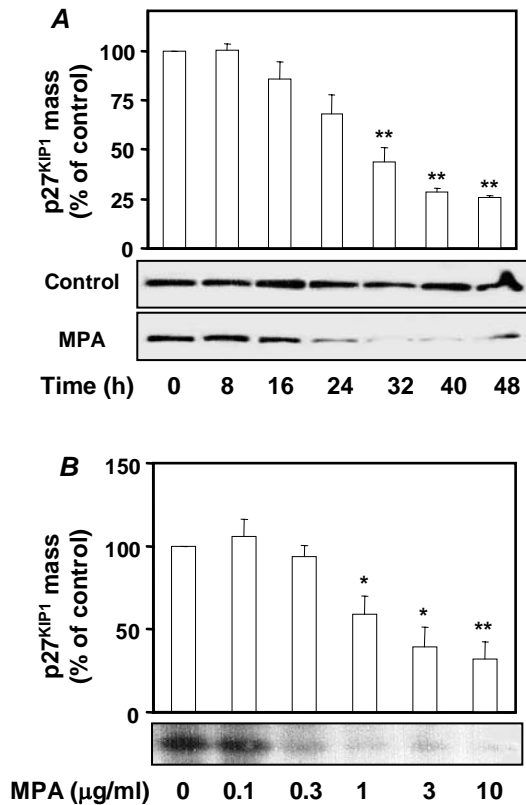 A
p27KIP1 mass
(% of control)
100
75
50
25
0
** ** **
Control
MPA
Time (h) 0 8 16 24 32 40 48
B
p27KIP1 mass
(% of control)
150
100
50
0
* * **
MPA (μg/ml) 0 0.1 0.3 1 3 10